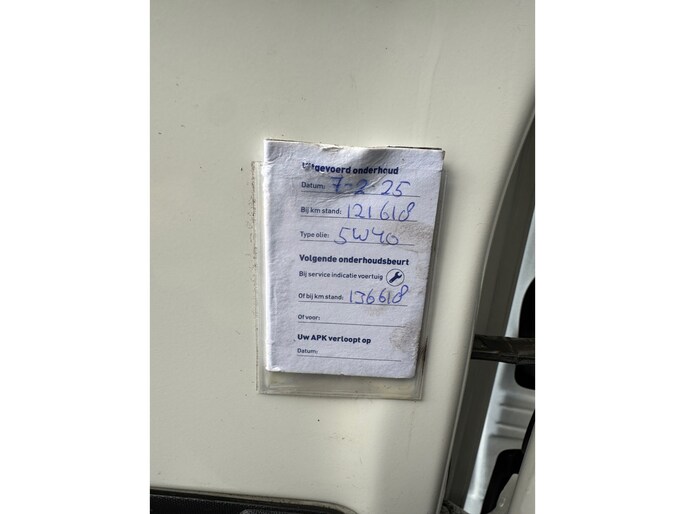 Uitgevoerd onderhoud
Datum: 7-2-25
Bij km stand: 121618
Type olie: 5W40
Volgende onderhoudsbeurt
Bij service indicatie voertuig
Of bij km stand: 136618
Of voor:
Uw APK verloopt op
Datum: